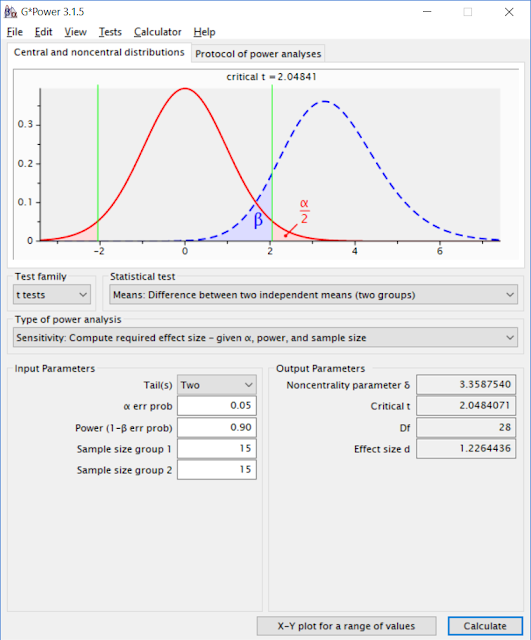 G*Power 3.1.5
File Edit View Tests Calculator Help
Central and noncentral distributions Protocol of power analyses
critical t = 2.04841
0.3
0.2
0.1
0
β
α
2
-2 0 2 4 6
Test family Statistical test
t tests Means: Difference between two independent means (two groups)
Type of power analysis
Sensitivity: Compute required effect size - given α, power, and sample size
Input Parameters Output Parameters
Tail(s) Two Noncentrality parameter δ 3.3587540
α err prob 0.05 Critical t 2.0484071
Power (1-β err prob) 0.90 Df 28
Sample size group 1 15 Effect size d 1.2264436
Sample size group 2 15
X-Y plot for a range of values Calculate